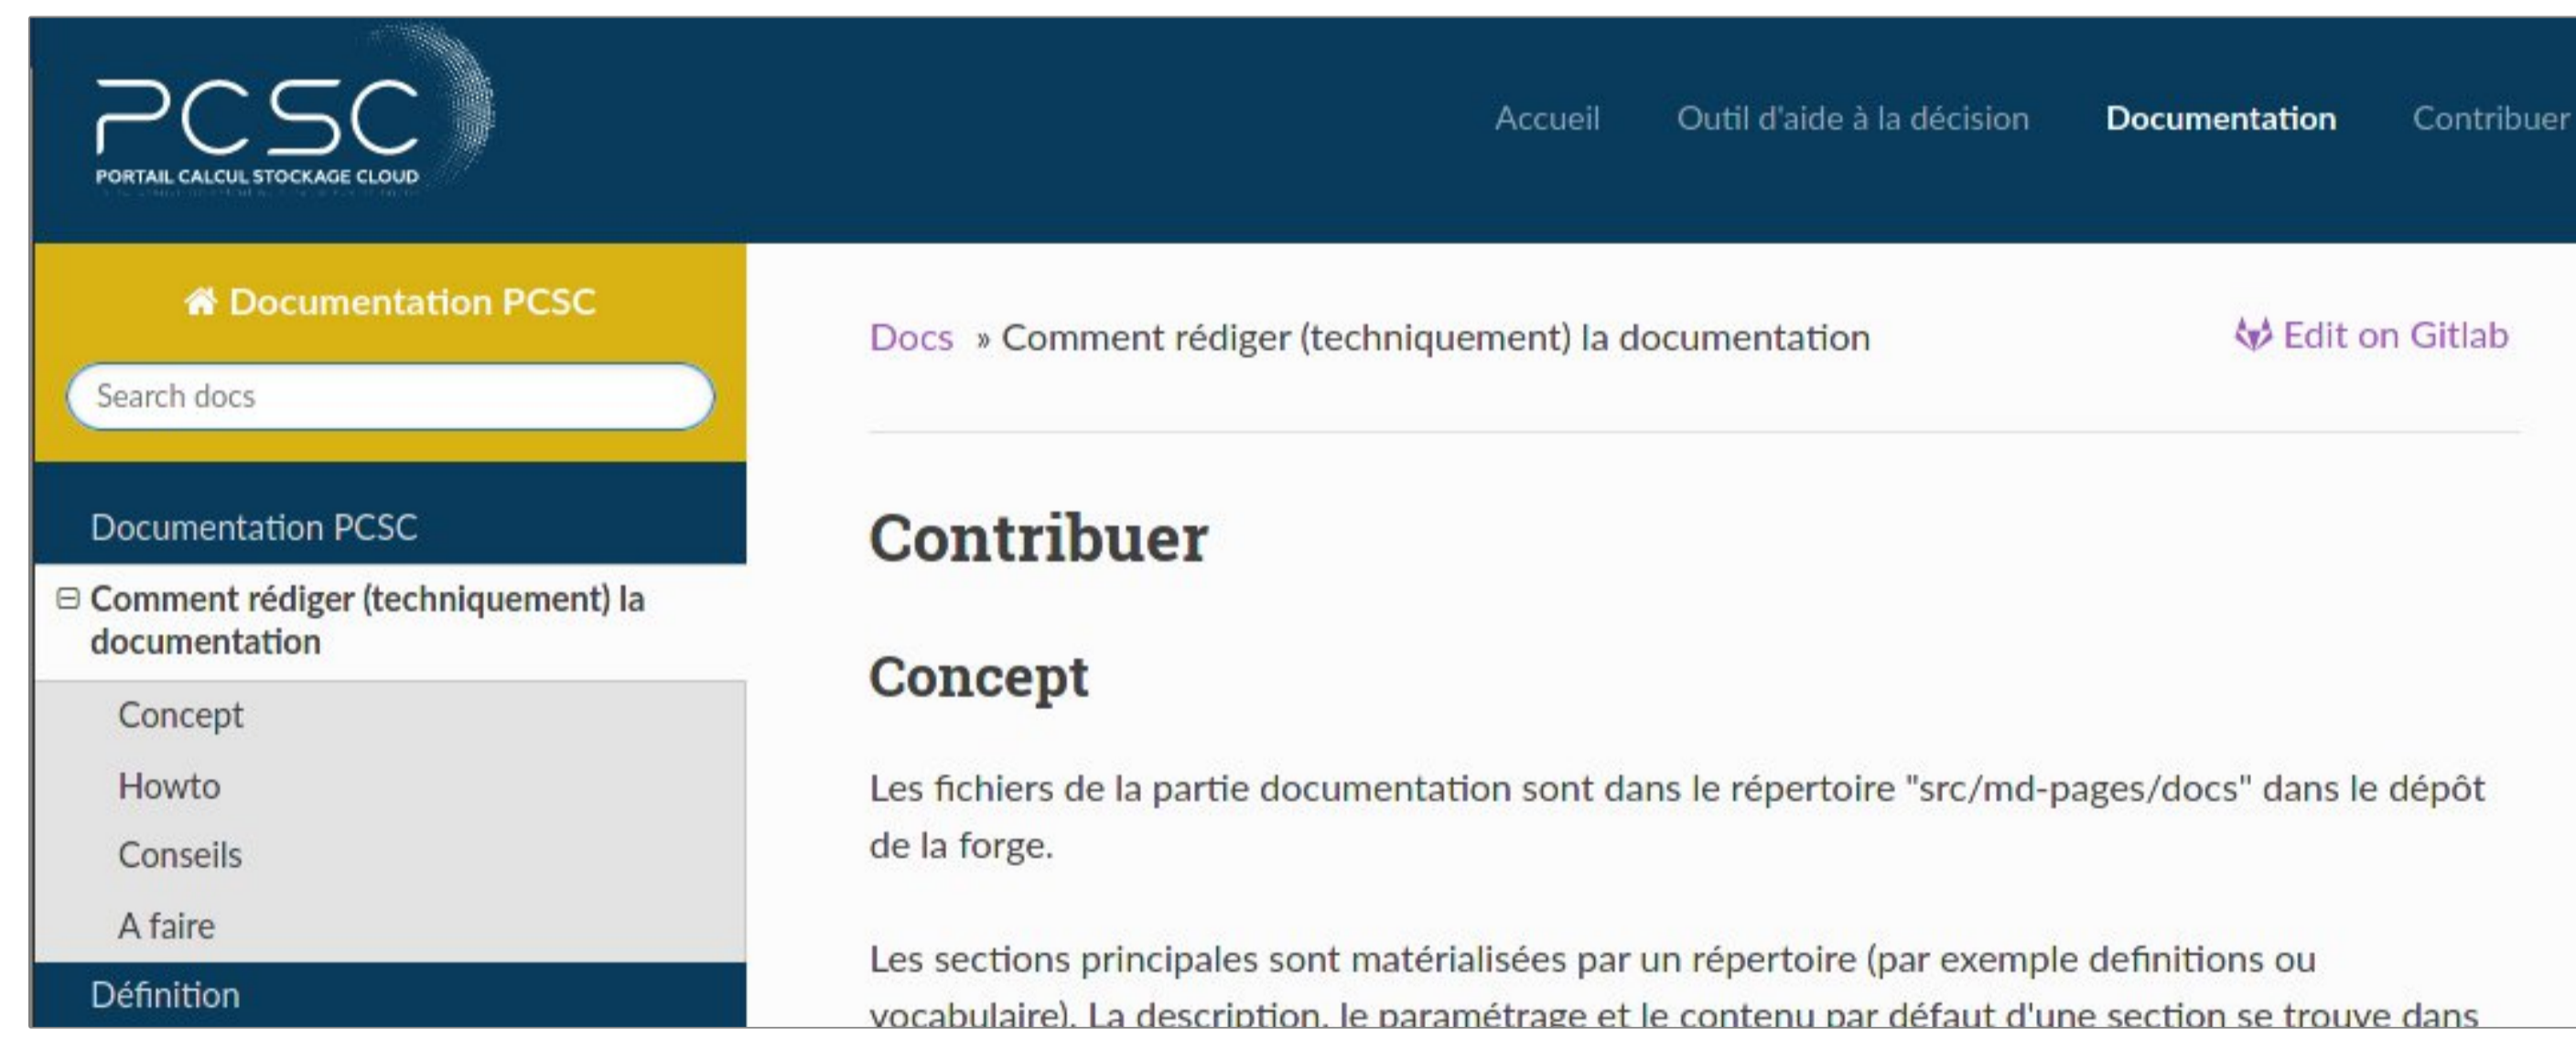 PCSC
PORTAIL CALCUL STOCKAGE CLOUD
Accueil Outil d'aide à la décision Documentation Contribuer
Documentation PCSC
Search docs
Documentation PCSC
Comment rédiger (techniquement) la
documentation
Concept
Howto
Conseils
A faire
Définition
Docs » Comment rédiger (techniquement) la documentation
Edit on Gitlab
Contribuer
Concept
Les fichiers de la partie documentation sont dans le répertoire "src/md-pages/docs" dans le dépôt
de la forge.
Les sections principales sont matérialisées par un répertoire (par exemple definitions ou
vocabulaire). La description, le paramétrage et le contenu par défaut d'une section se trouve dans